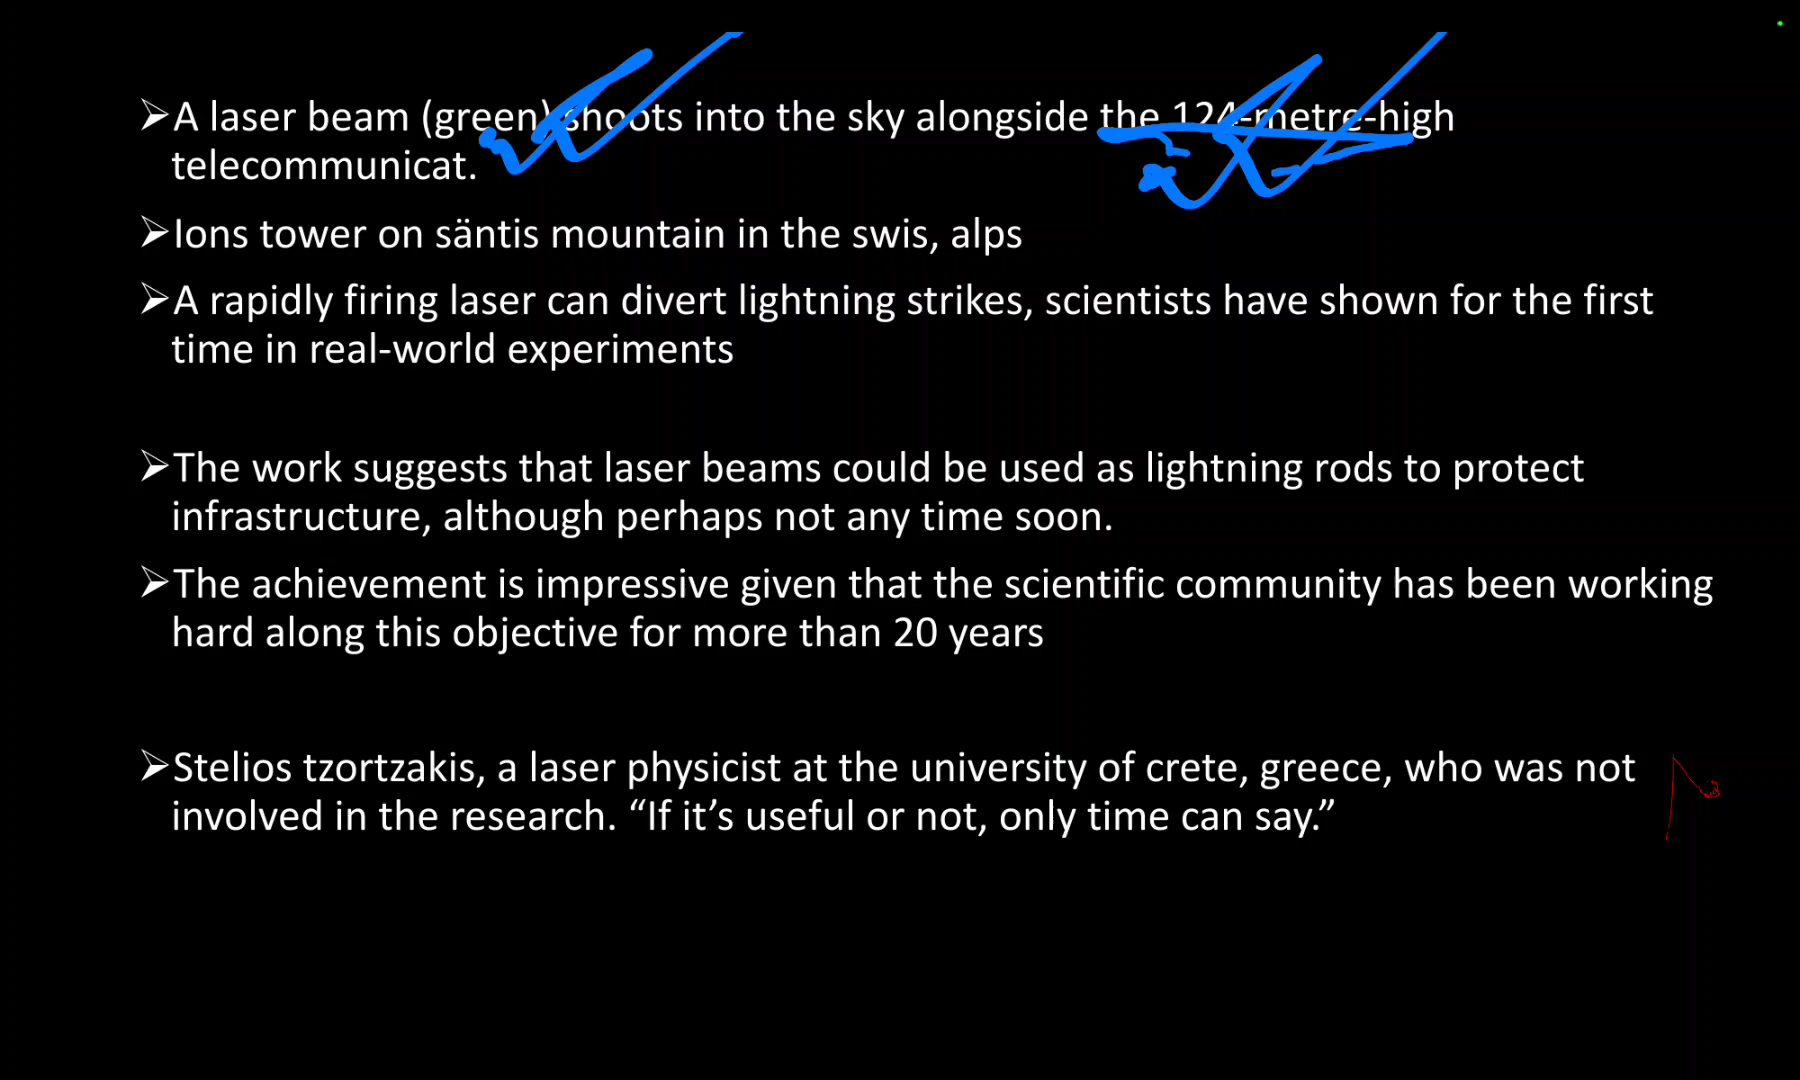 ➢A laser beam (green) shoots into the sky alongside the 124-metre-high
telecommunicat.
➢Ions tower on säntis mountain in the swis, alps
➢A rapidly firing laser can divert lightning strikes, scientists have shown for the first
time in real-world experiments
➢The work suggests that laser beams could be used as lightning rods to protect
infrastructure, although perhaps not any time soon.
➢The achievement is impressive given that the scientific community has been working
hard along this objective for more than 20 years
➢Stelios tzortzakis, a laser physicist at the university of crete, greece, who was not
involved in the research. “If it’s useful or not, only time can say.”